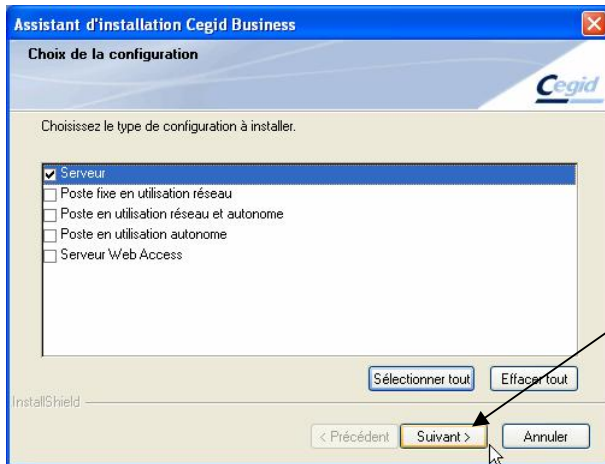 Assistant d'installation Cegid Business
Choix de la configuration
Cegid
Choisissez le type de configuration à installer.
Serveur
Poste fixe en utilisation réseau
Poste en utilisation réseau et autonome
Poste en utilisation autonome
Serveur Web Access
Sélectionner tout Effacer tout
InstallShield
< Précédent Suivant > Annuler